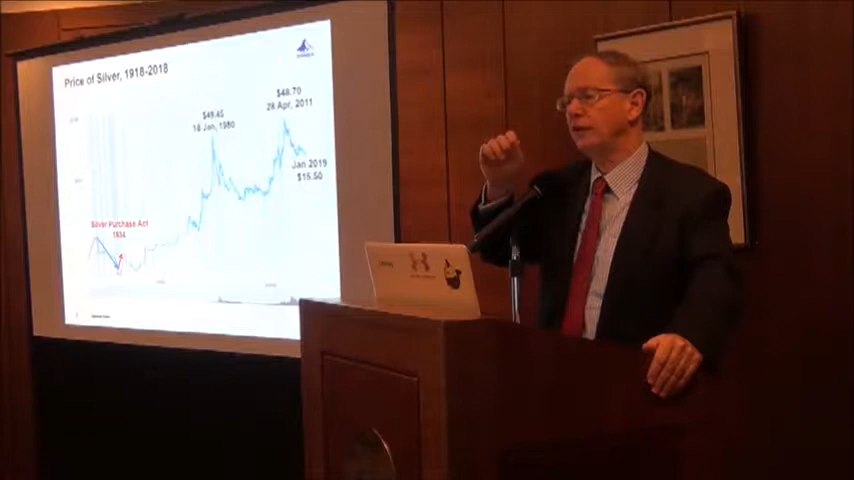 Price of Silver, 1918-2018
$49.45
18 Jan, 1980
$48.70
28 Apr, 2011
Jan 2019
$15.50
Silver Purchase Act
1934